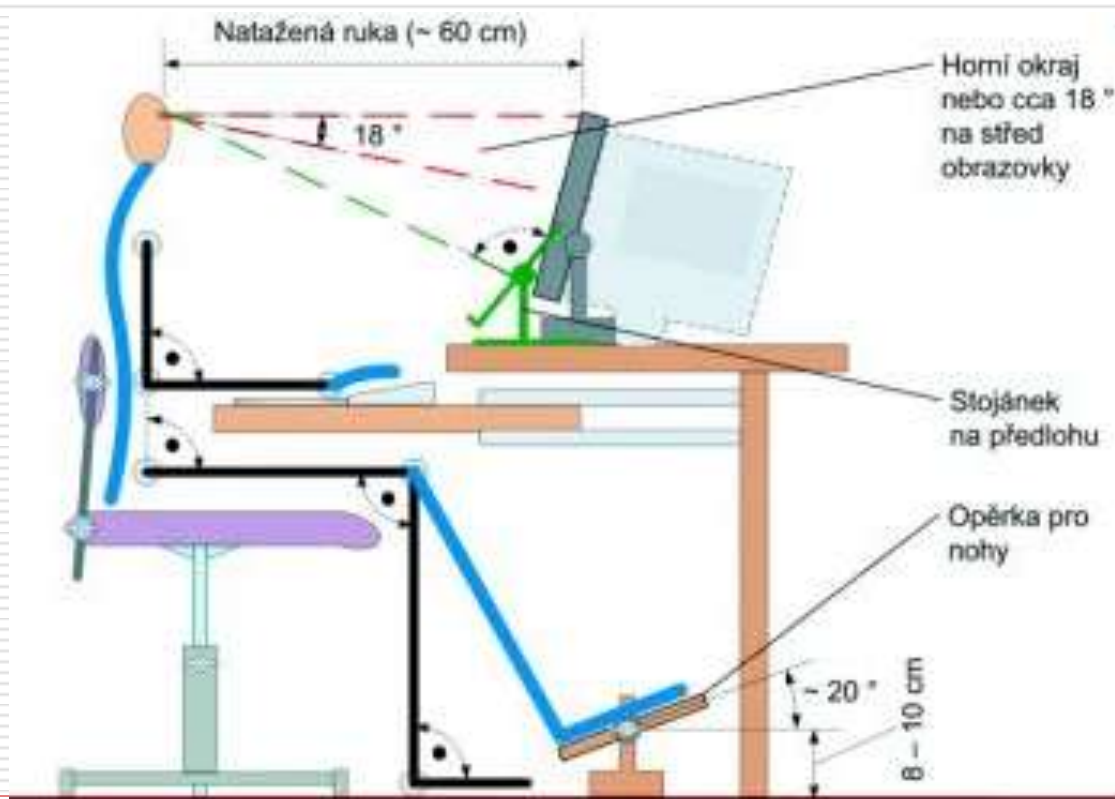 Natažená ruka (~ 60 cm)
18 °
Horní okraj
nebo cca 18 °
na střed
obrazovky
Stojánek
na předlohu
Opěrka pro
nohy
~ 20 °
8 – 10 cm